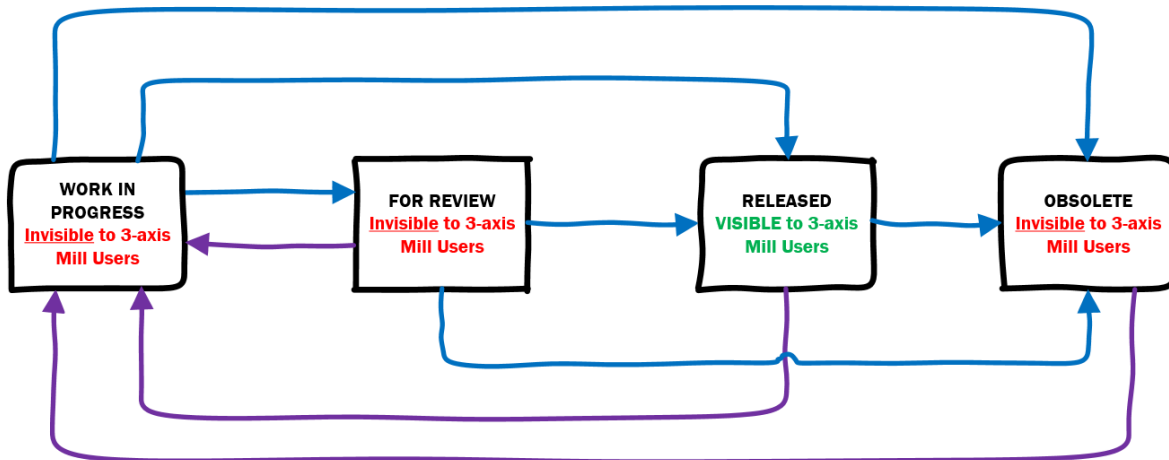 WORK IN
PROGRESS
Invisible to 3-axis
Mill Users
FOR REVIEW
Invisible to 3-axis
Mill Users
RELEASED
VISIBLE to 3-axis
Mill Users
OBSOLETE
Invisible to 3-axis
Mill Users